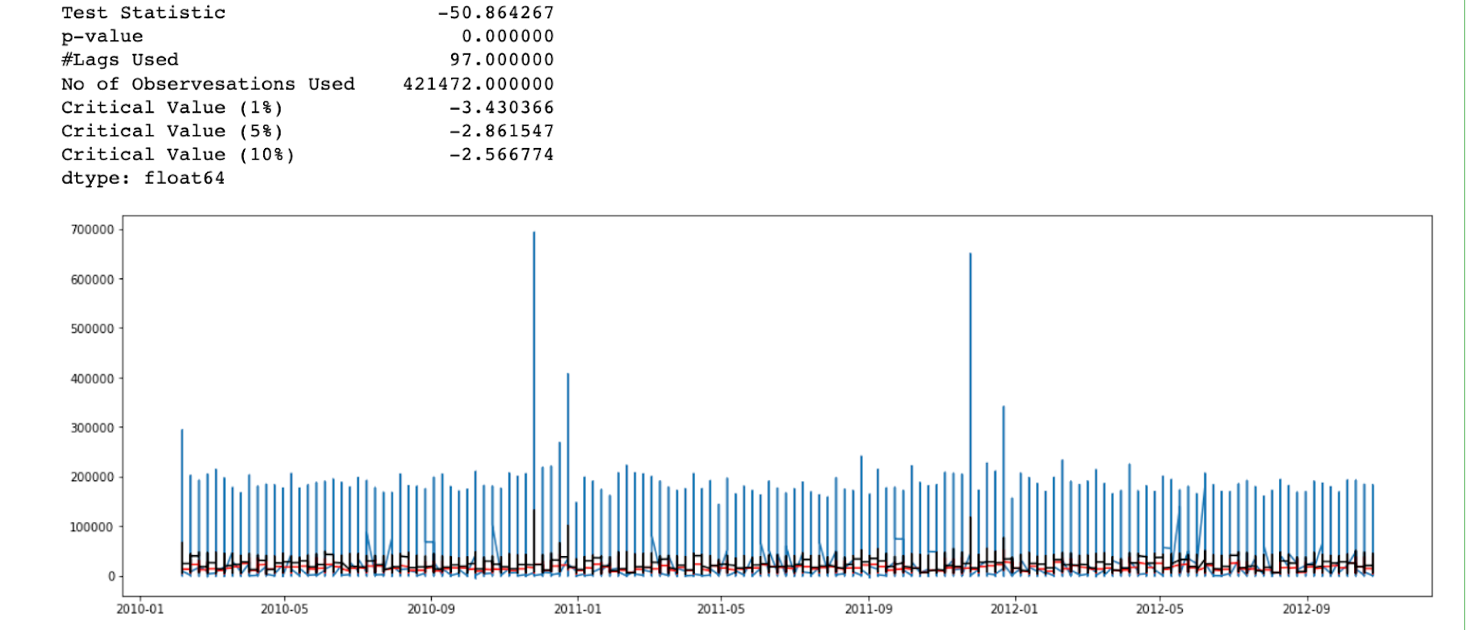 Test Statistic -50.864267
p-value 0.000000
#Lags Used 97.000000
No of Observesations Used 421472.000000
Critical Value (1%) -3.430366
Critical Value (5%) -2.861547
Critical Value (10%) -2.566774
dtype: float64
700000
600000
500000
400000
300000
200000
100000
0
2010-01 2010-05 2010-09 2011-01 2011-05 2011-09 2012-01 2012-05 2012-09